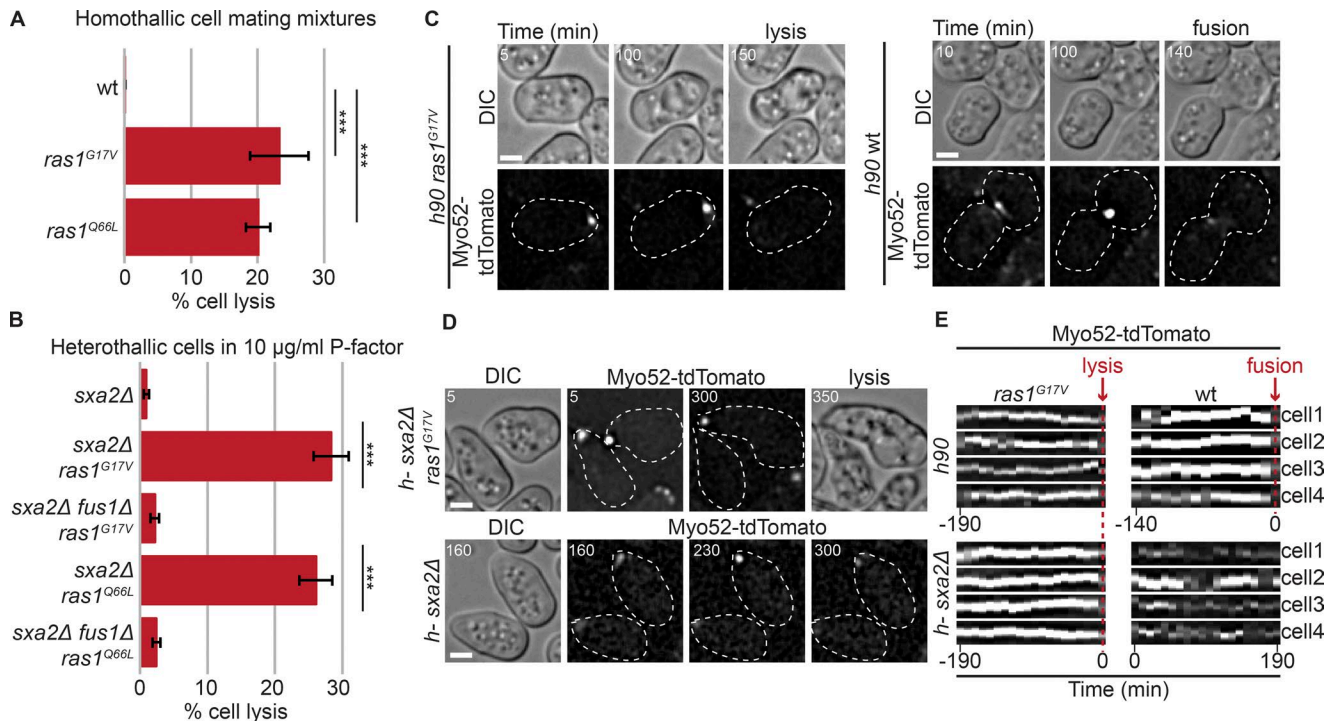 A
Homothallic cell mating mixtures
wt
ras1G17V
ras1Q66L
***
***
0 10 20 30
% cell lysis
B
Heterothallic cells in 10 µg/ml P-factor
sxa2Δ
sxa2Δ
ras1G17V
sxa2Δ fus1Δ
ras1G17V
sxa2Δ
ras1Q66L
sxa2Δ fus1Δ
ras1Q66L
***
***
0 10 20 30
% cell lysis
C
Time (min) lysis
h90 ras1G17V
DIC
Myo52-
tdTomato
5 100 150
Time (min) fusion
h90 wt
DIC
Myo52-
tdTomato
10 100 140
D
DIC Myo52-tdTomato lysis
h- sxa2Δ
ras1G17V
5 5 300 350
DIC Myo52-tdTomato
h- sxa2Δ
160 160 230 300
E
Myo52-tdTomato
lysis fusion
ras1G17V wt
h90
cell1
cell2
cell3
cell4
-190 -140 0
h- sxa2Δ
cell1
cell2
cell3
cell4
-190 0 0 190
Time (min)